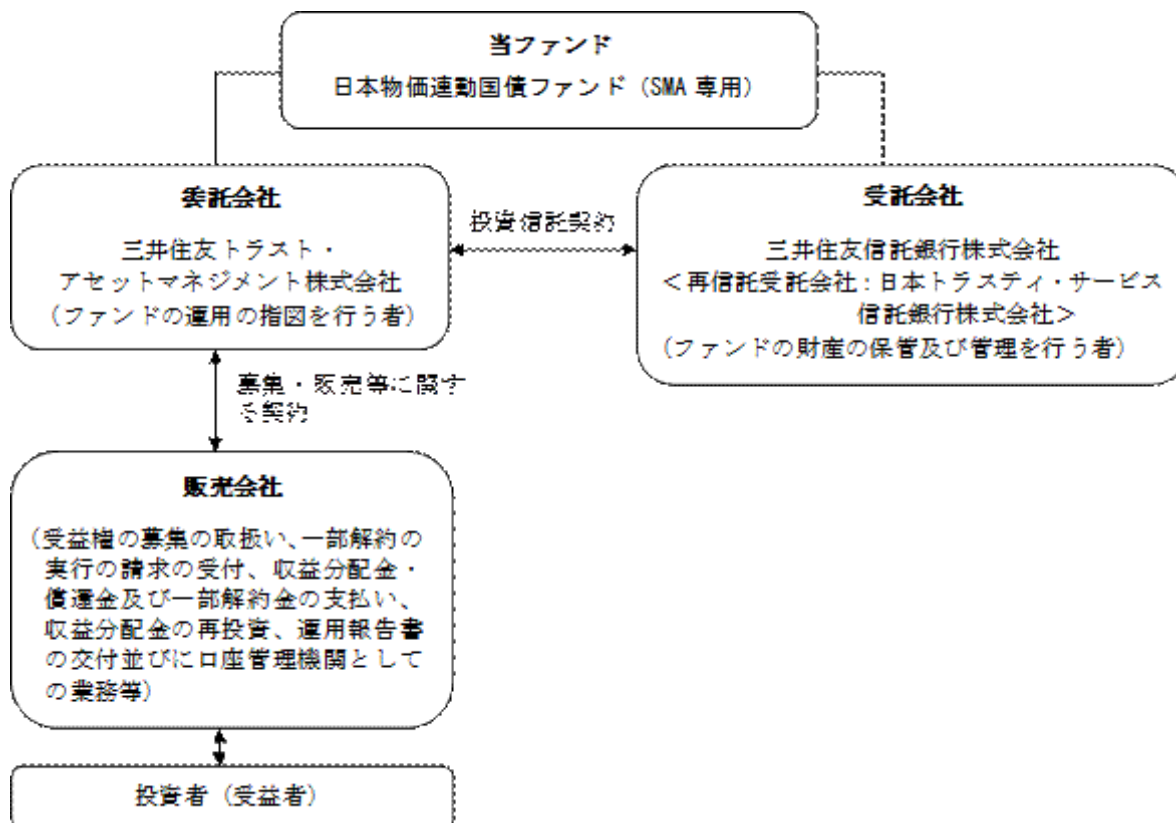 当ファンド
日本物価連動国債ファンド（SMA 専用）
委託会社
三井住友トラスト・
アセットマネジメント株式会社
（ファンドの運用の指図を行う者）
投資信託契約
受託会社
三井住友信託銀行株式会社
＜再信託受託会社：日本トラスティ・サービス
信託銀行株式会社＞
（ファンドの財産の保管及び管理を行う者）
募集・販売等に関す
る契約
販売会社
（受益権の募集の取扱い、一部解約の
実行の請求の受付、収益分配金・
償還金及び一部解約金の支払い、
収益分配金の再投資、運用報告書
の交付並びに口座管理機関として
の業務等）
投資者（受益者）